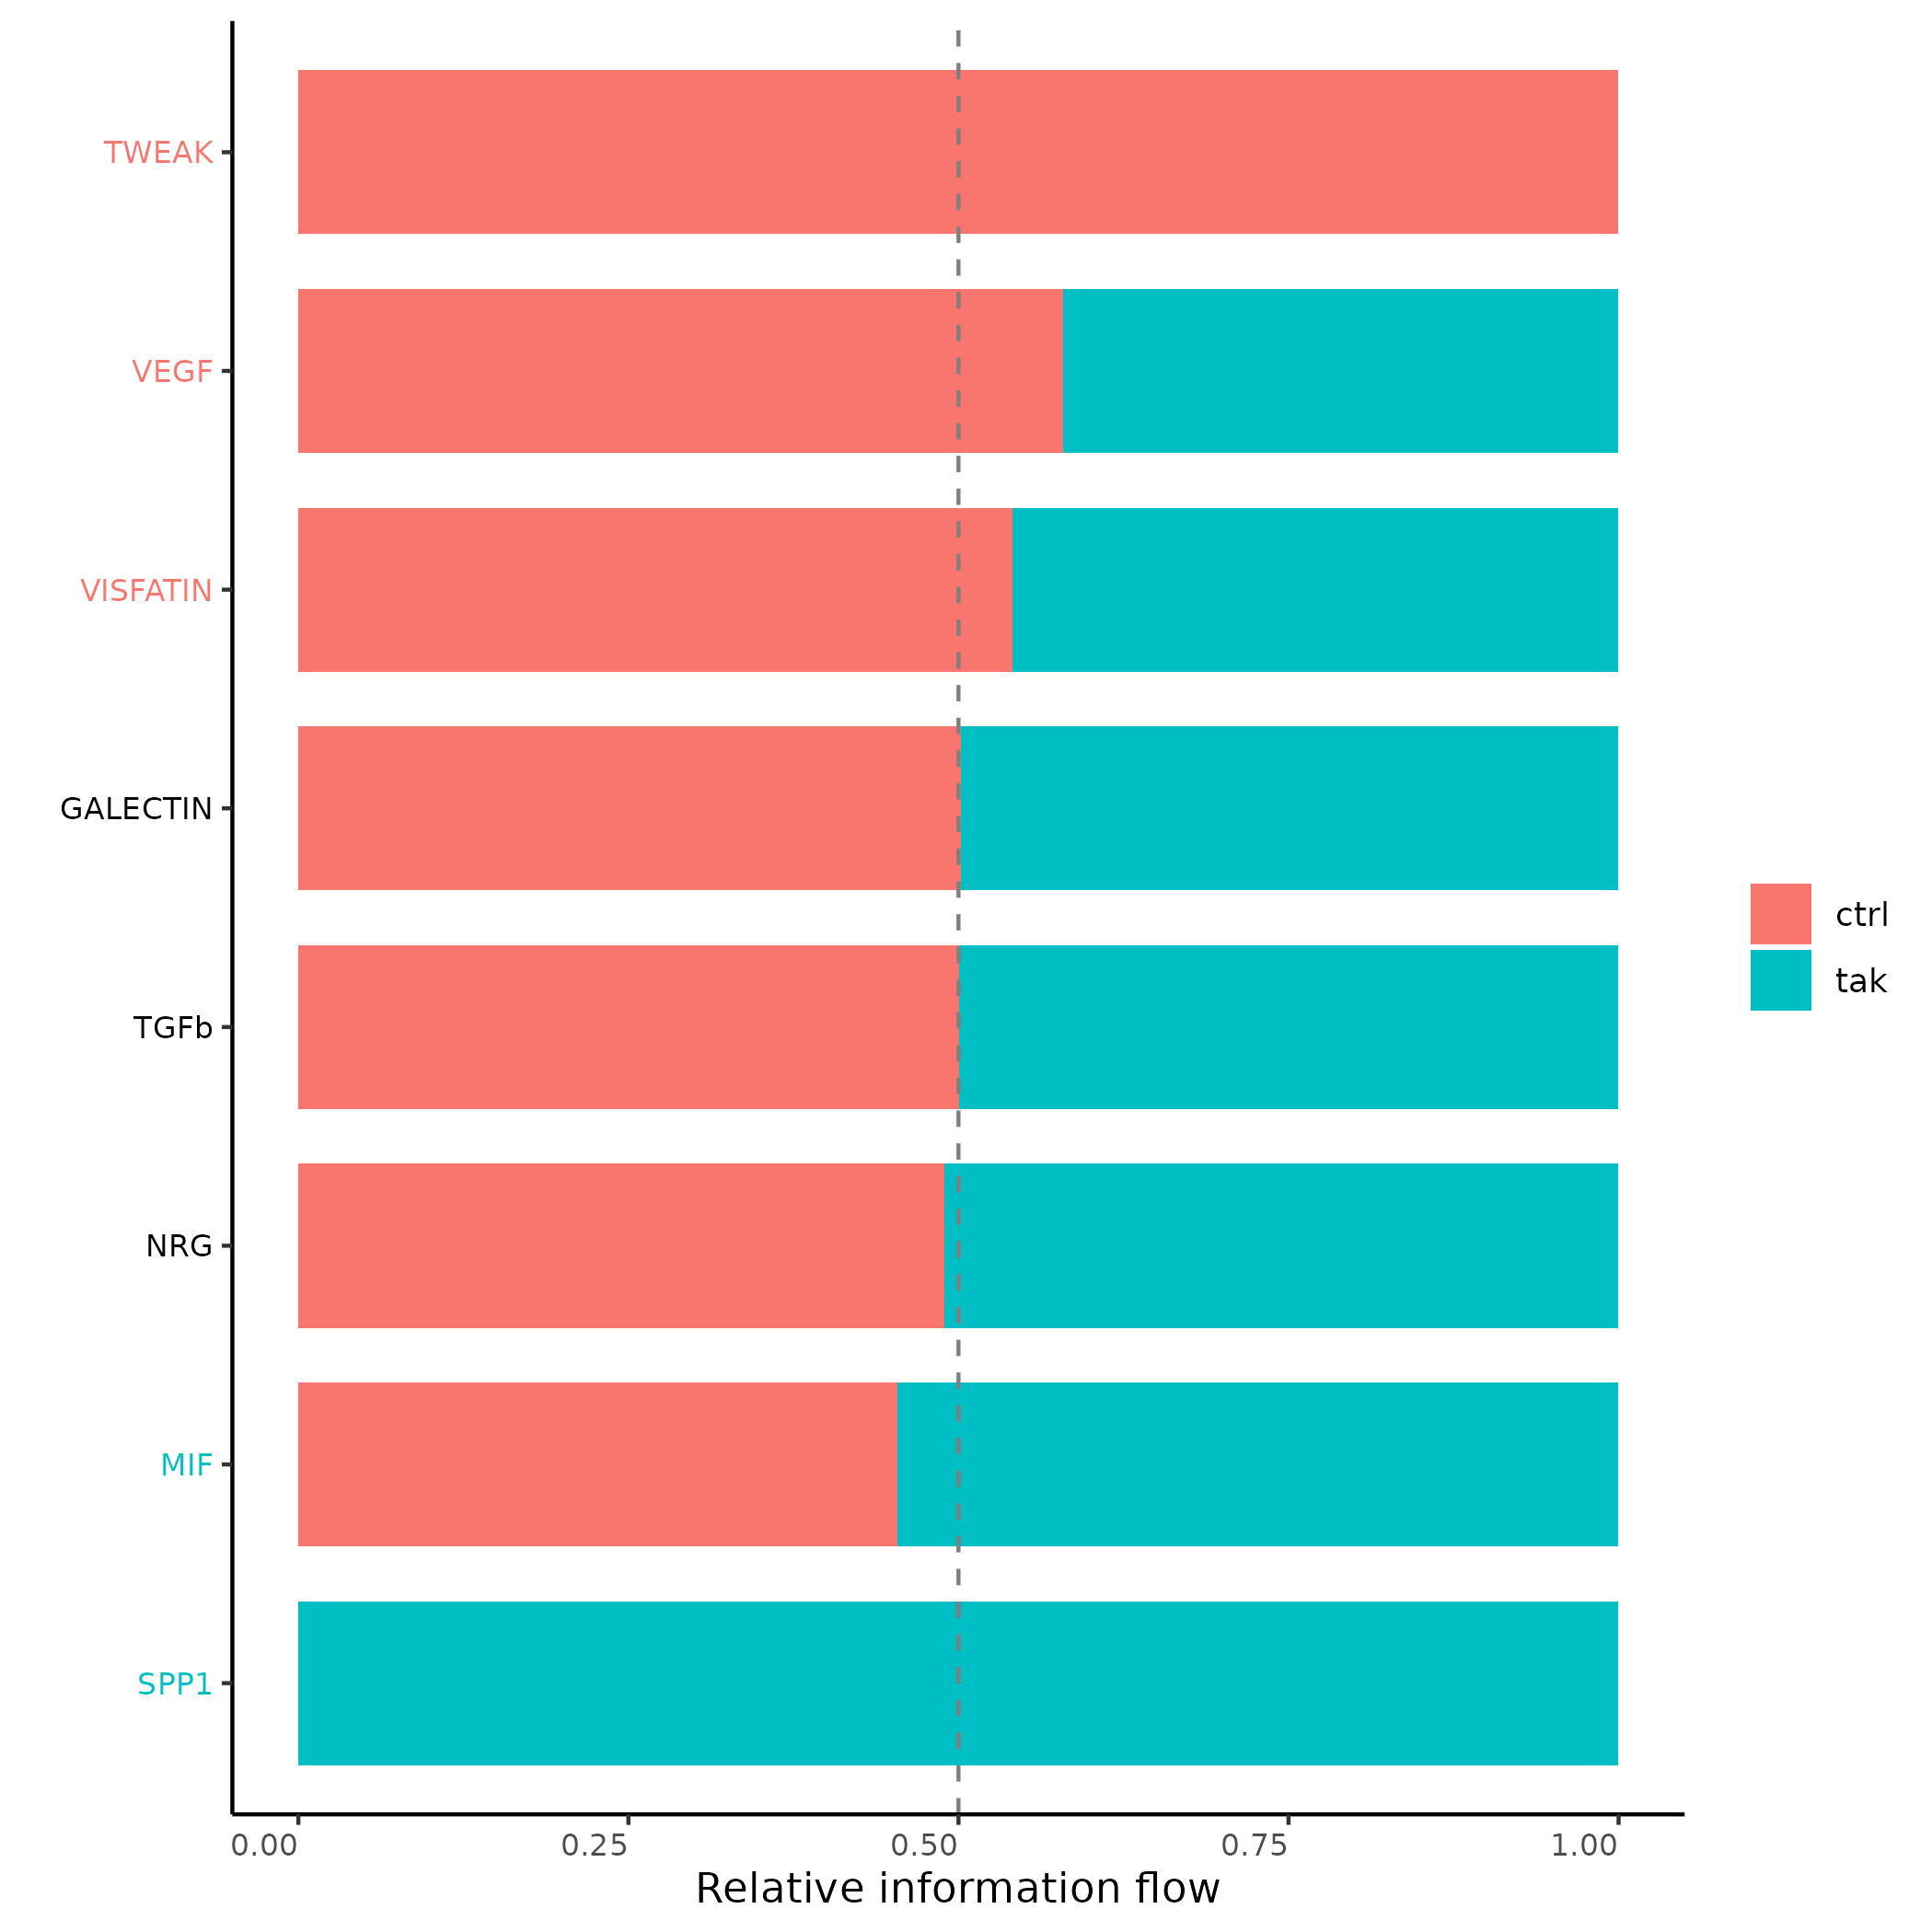 TWEAK
VEGF
VISFATIN
GALECTIN
TGFb
NRG
MIF
SPP1
ctrl
tak
0.00 0.25 0.50 0.75 1.00
Relative information flow